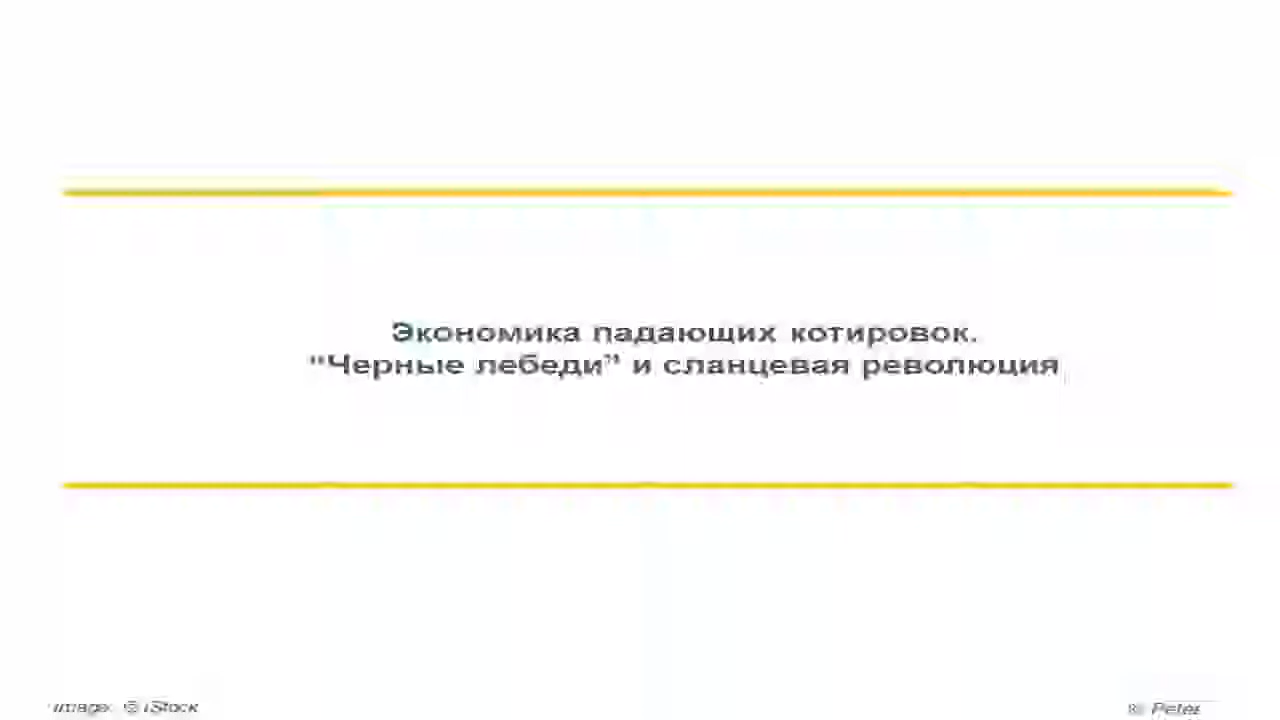 Экономика падающих котировок.
“Черные лебеди” и сланцевая революция
Image: © iStock
© Peter